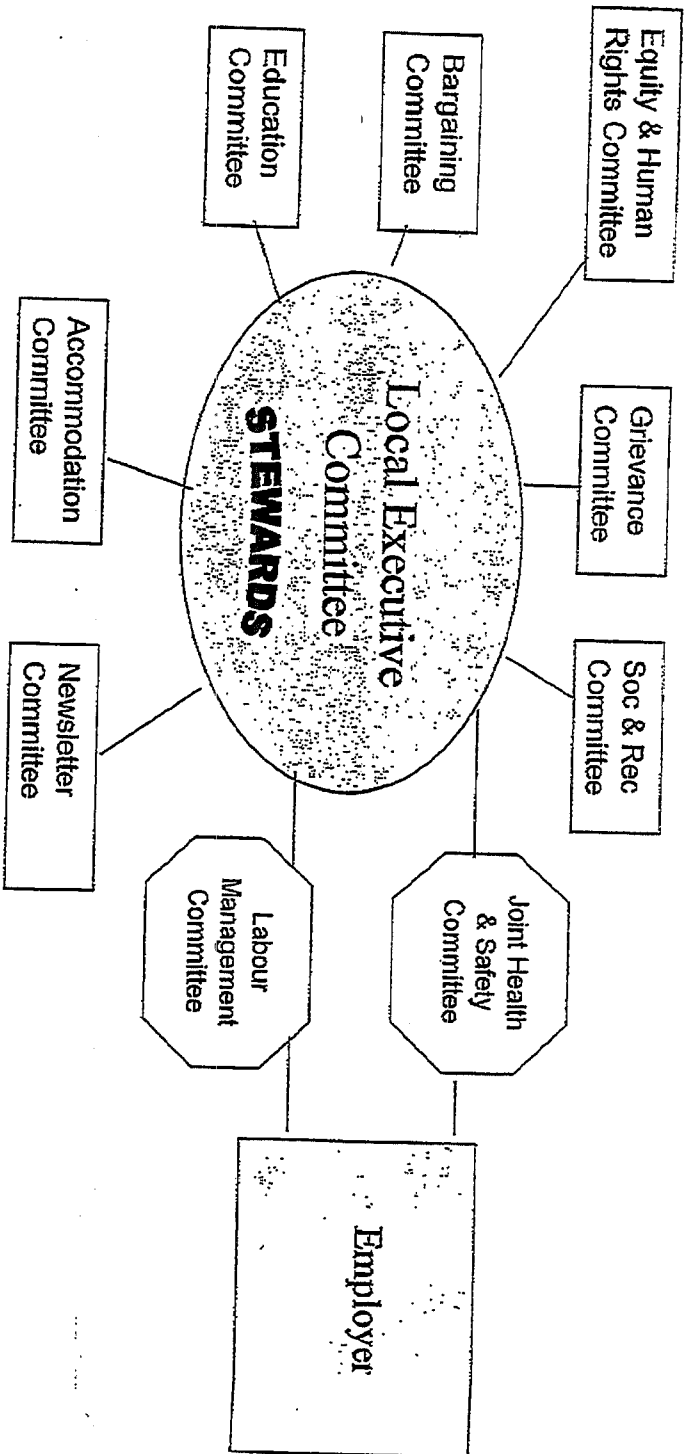 Equity & Human
Rights Committee
Grievance
Committee
Soc & Rec
Committee
Bargaining
Committee
Joint Health
& Safety
Committee
Local Executive
Committee
STEWARDS
Employer
Labour
Management
Committee
Education
Committee
Accommodation
Committee
Newsletter
Committee